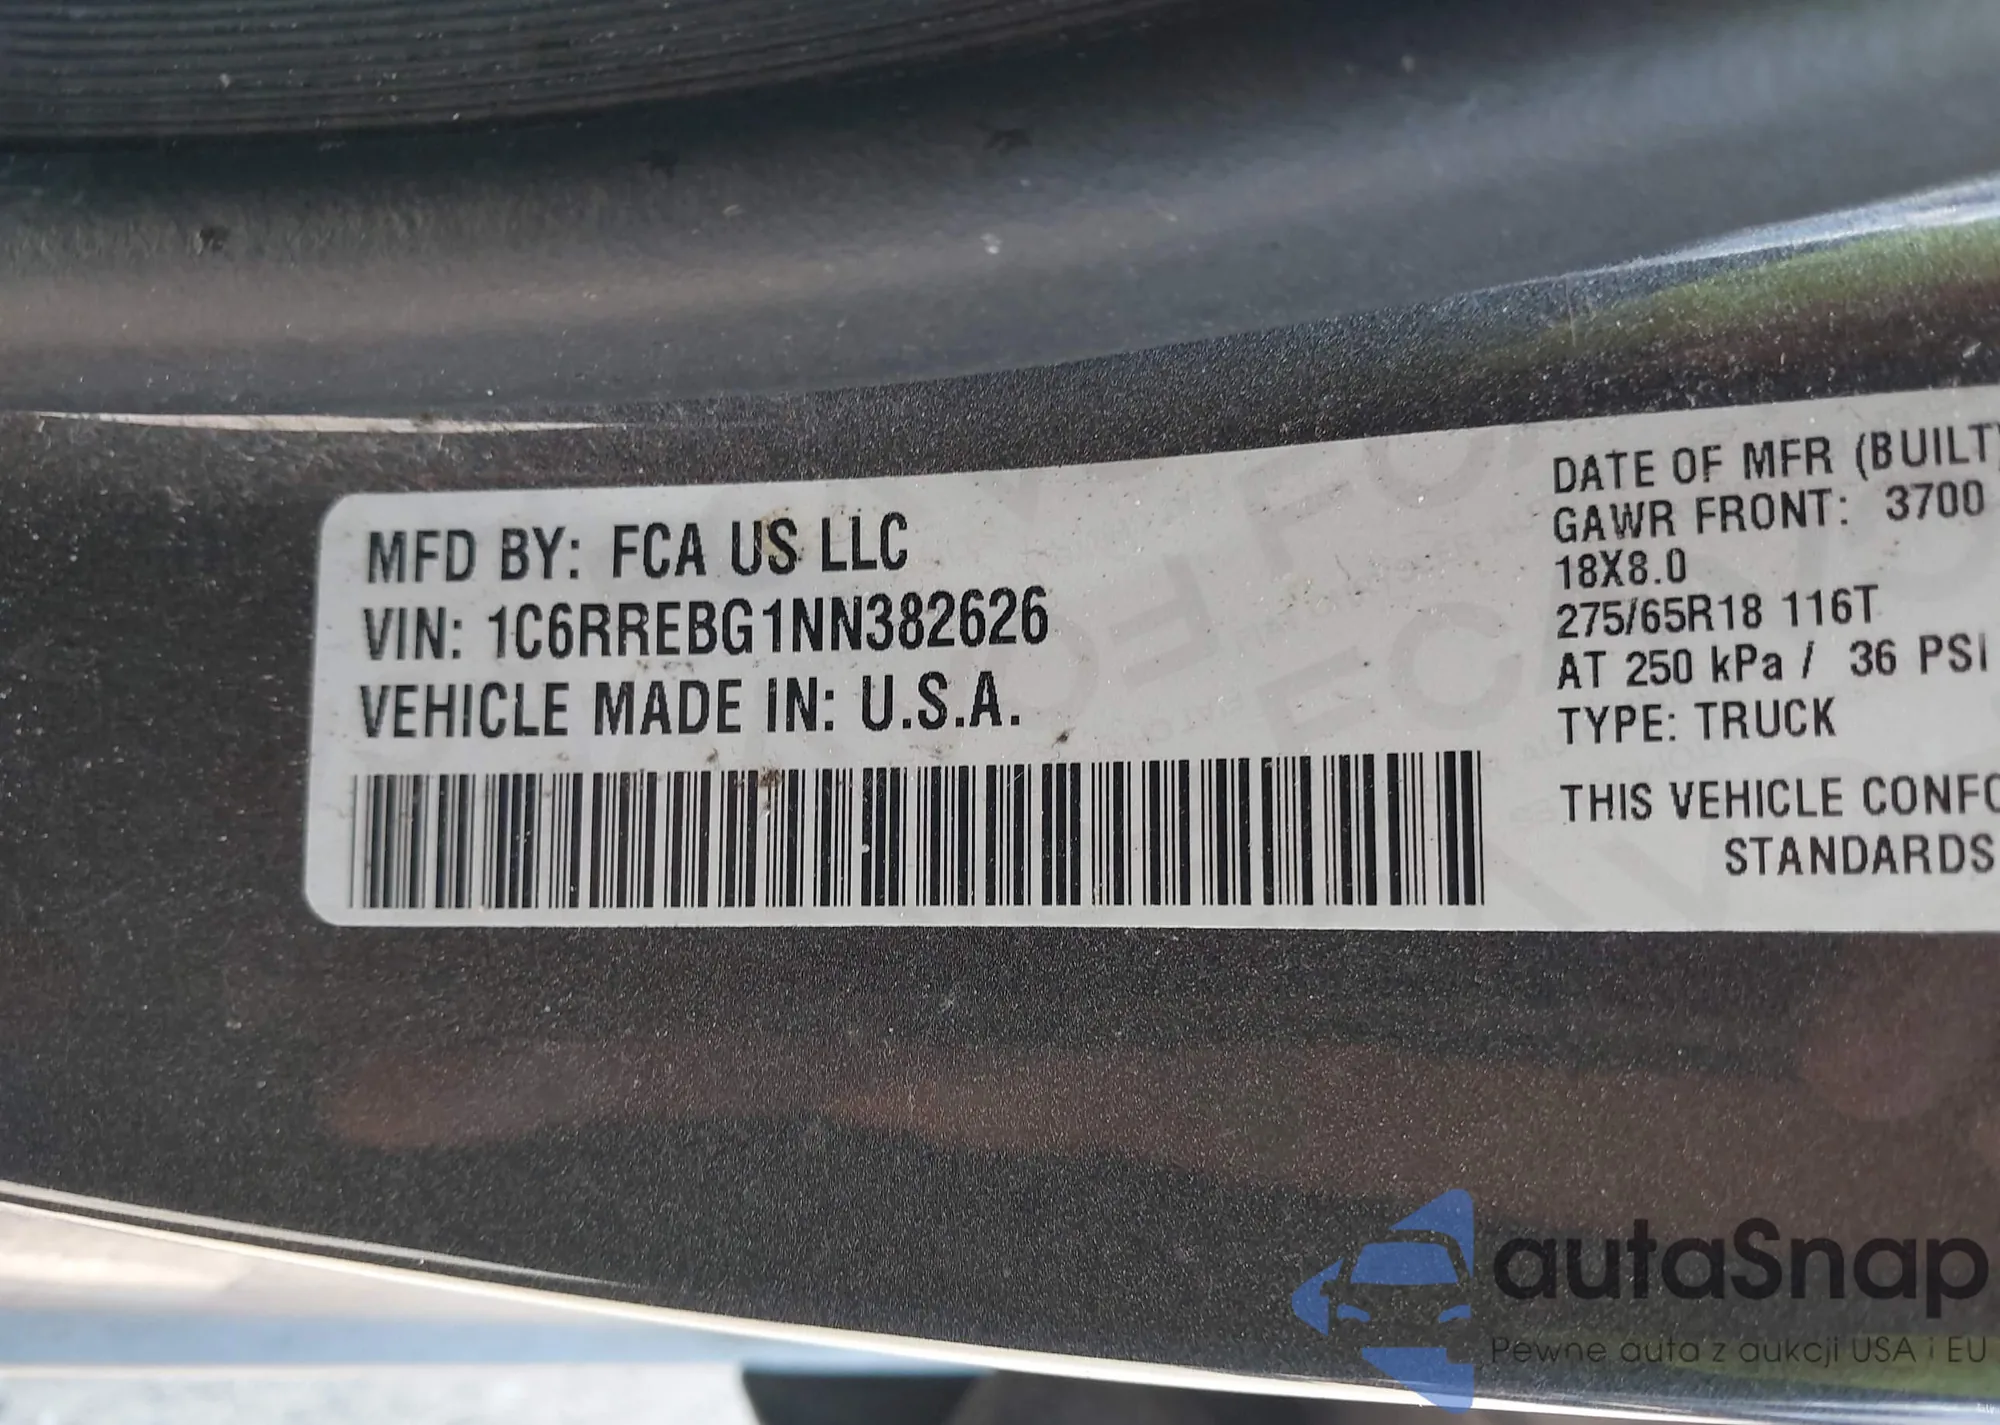 MFD BY: FCA US LLC
VIN: 1C6RREBG1NN382626
VEHICLE MADE IN: U.S.A.
DATE OF MFR (BUILT)
GAWR FRONT: 3700
18X8.0
275/65R18 116T
AT 250 kPa / 36 PSI
TYPE: TRUCK
THIS VEHICLE CONFO
STANDARDS
autaSnap
Pewne auta z aukcji USA i EU